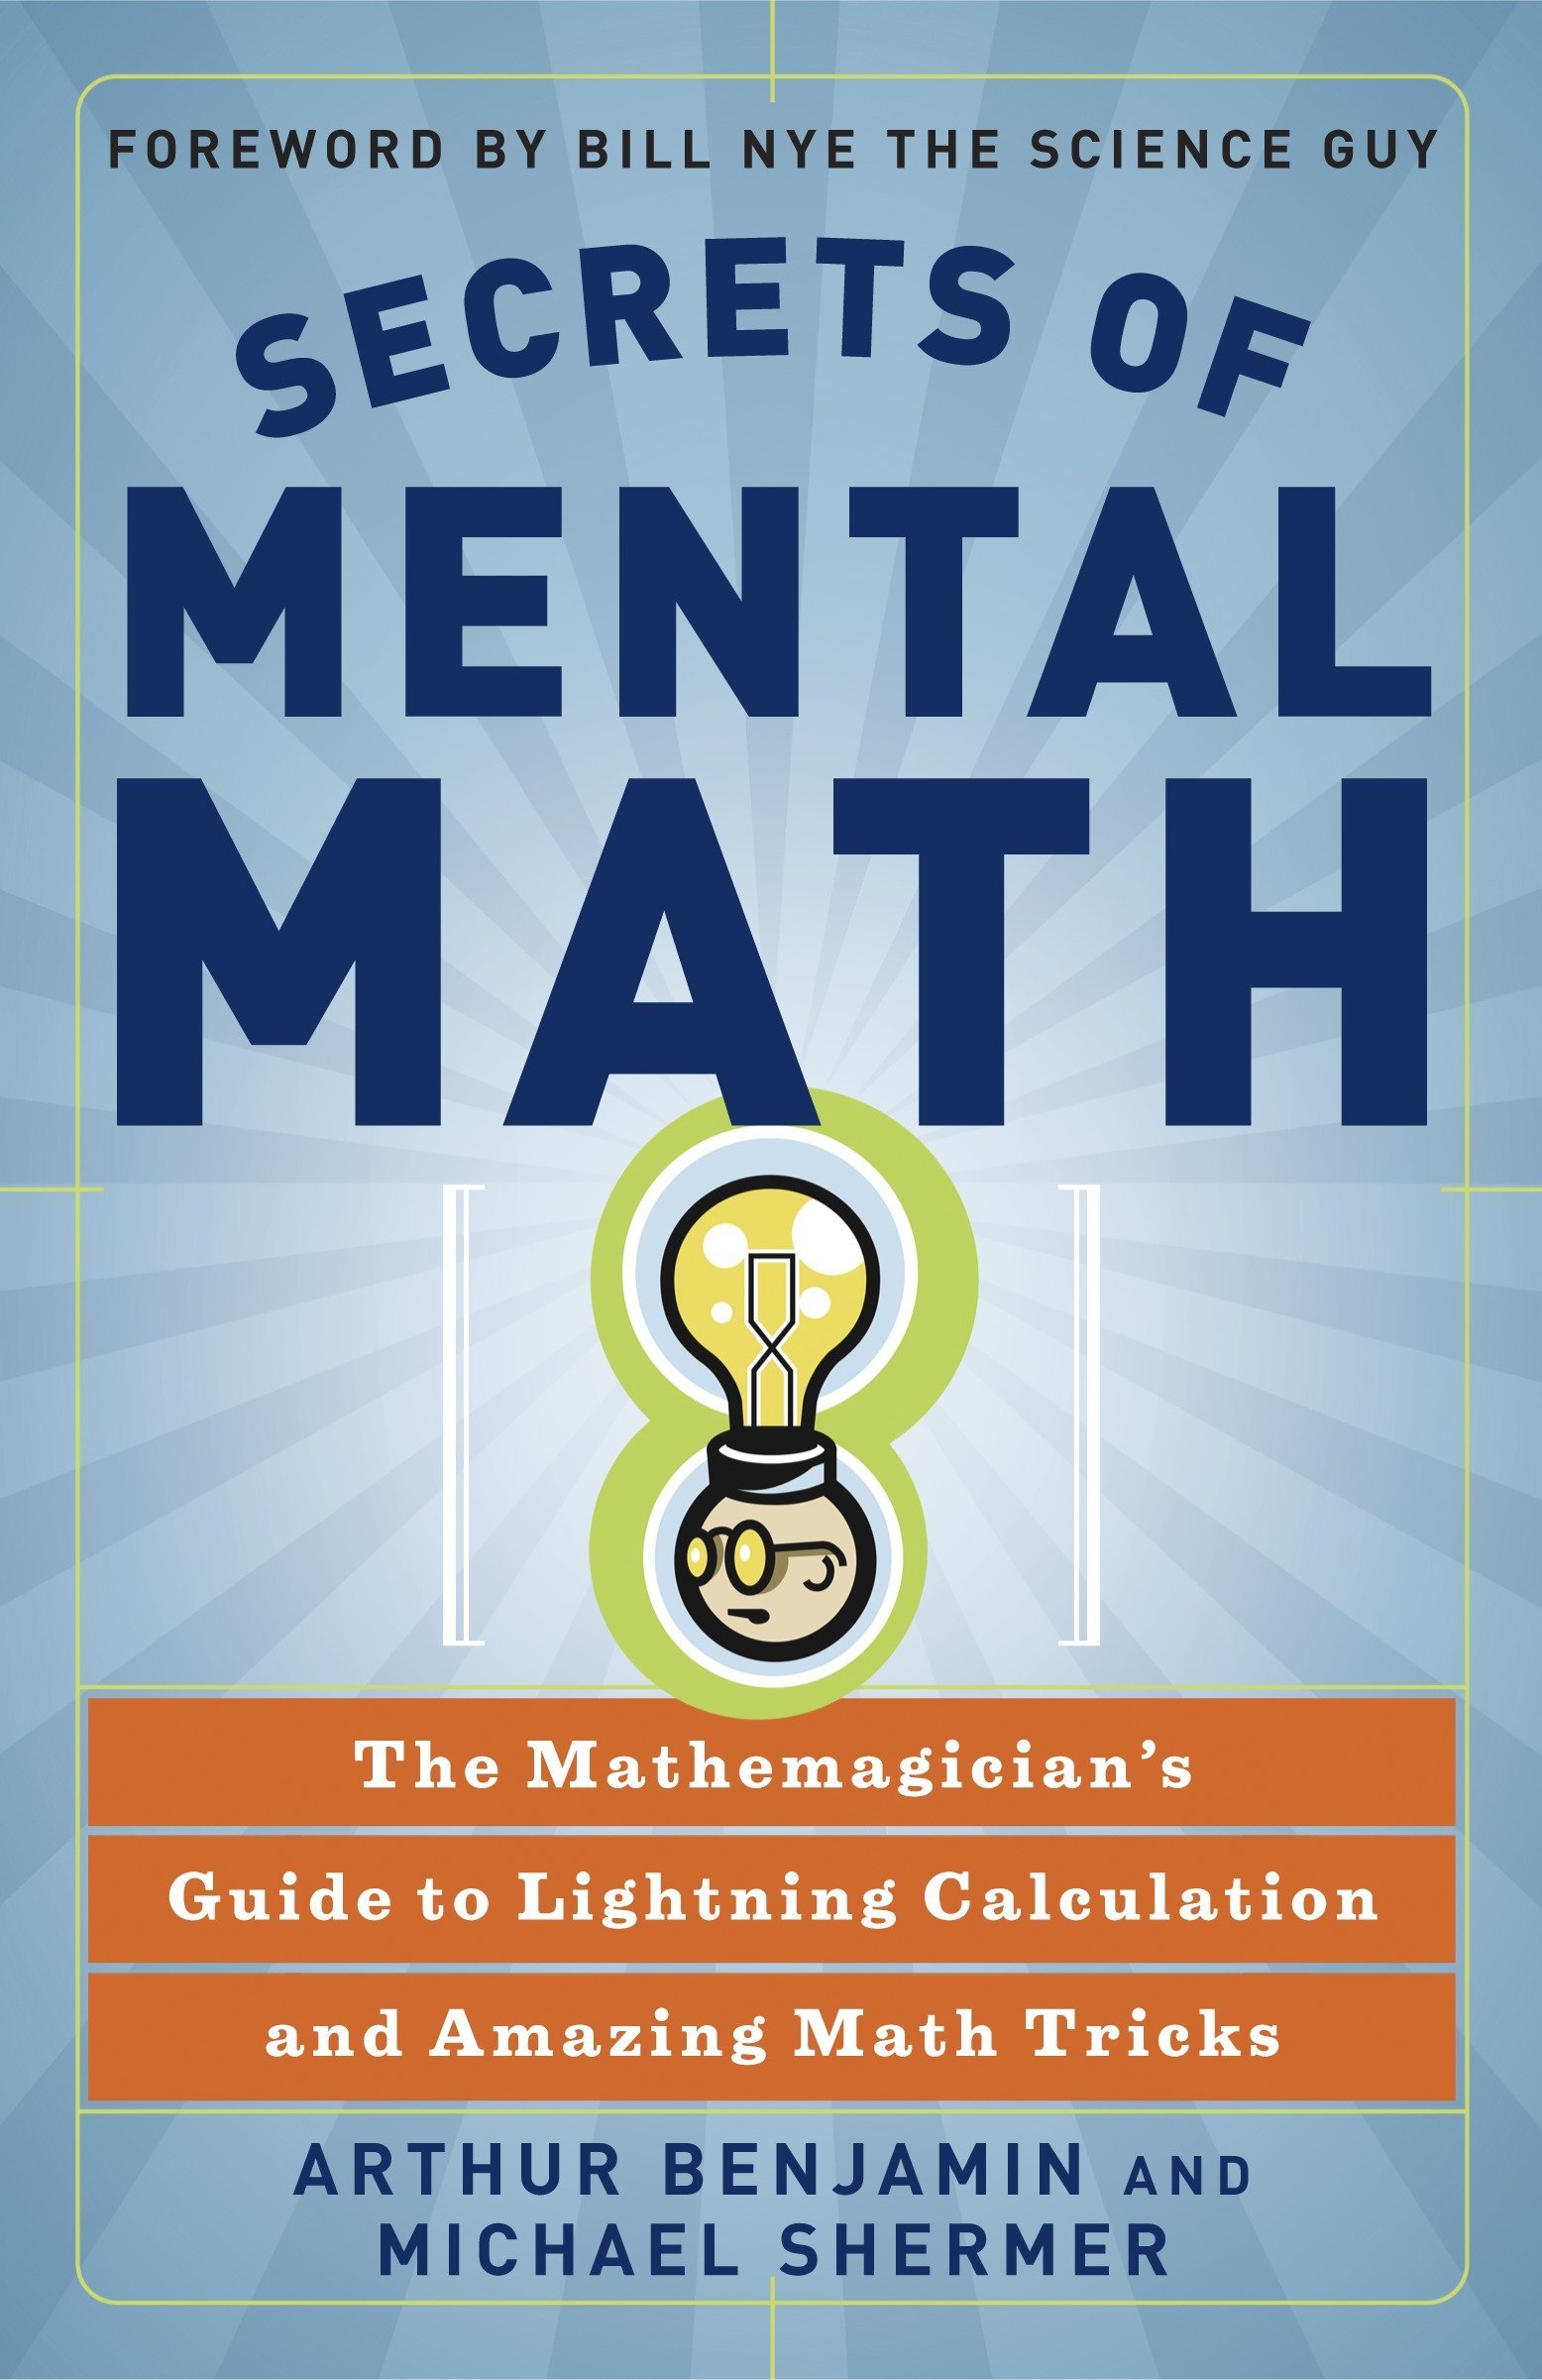 FOREWORD BY BILL NYE THE SCIENCE GUY
SECRETS OF
MENTAL
MATH
The Mathemagician’s
Guide to Lightning Calculation
and Amazing Math Tricks
ARTHUR BENJAMIN AND
MICHAEL SHERMER